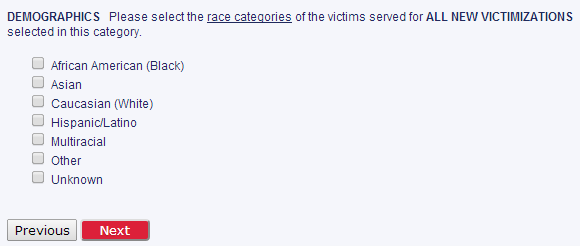 DEMOGRAPHICS Please select the race categories of the victims served for ALL NEW VICTIMIZATIONS
selected in this category.
African American (Black)
Asian
Caucasian (White)
Hispanic/Latino
Multiracial
Other
Unknown
Previous Next